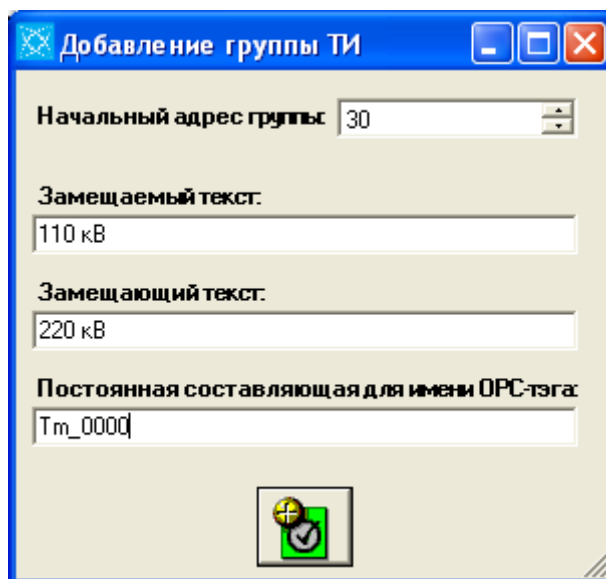 Добавление группы ТИ
Начальный адрес группы: 30
Замещаемый текст:
110 кВ
Замещающий текст:
220 кВ
Постоянная составляющая для имени OPC-тэга:
Tm_0000